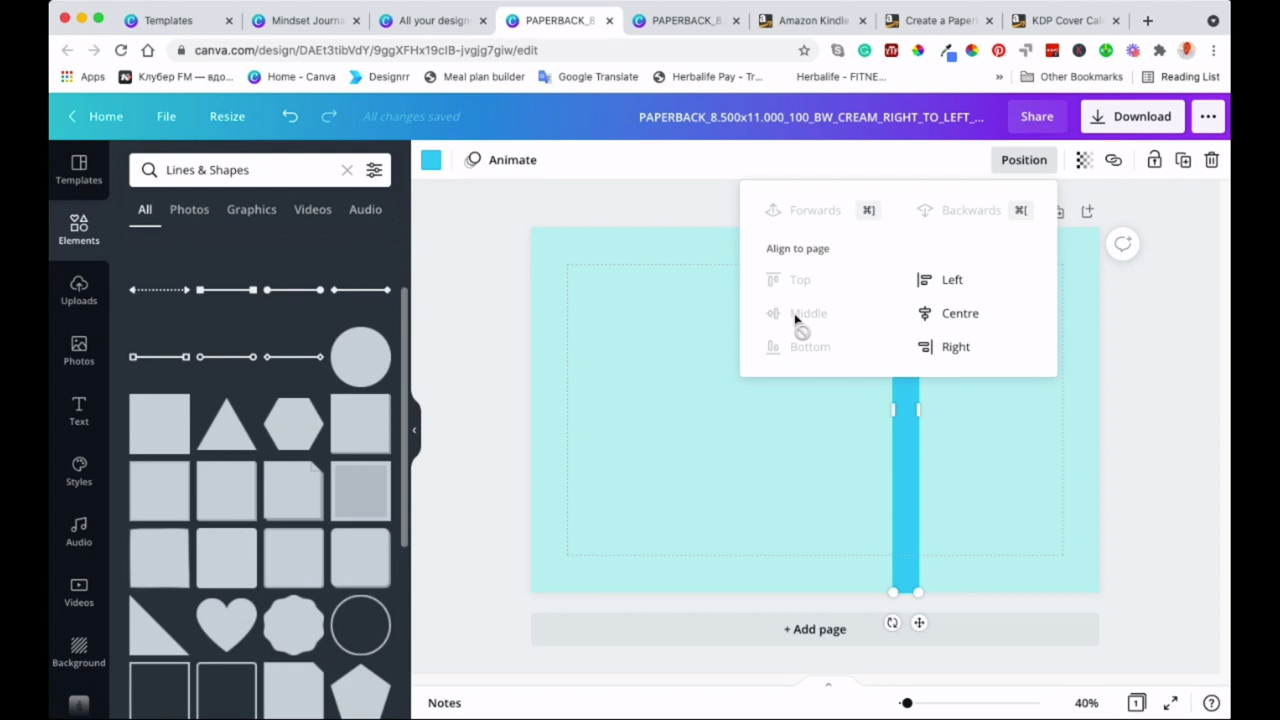 Templates
Mindset Journa
All your design
PAPERBACK_8.
PAPERBACK_8.
Amazon Kindle
Create a Paper
KDP Cover Cal
canva.com/design/DAEt3tibVdY/9ggXFHx19cIB-jvgjg7giw/edit
Apps
Клубер FM — вдо...
Home - Canva
Designrr
Meal plan builder
Google Translate
Herbalife Pay - Tr...
Herbalife - FITNE...
»
Other Bookmarks
Reading List
Home
File
Resize
All changes saved
PAPERBACK_8.500x11.000_100_BW_CREAM_RIGHT_TO_LEFT_...
Share
Download
Templates
Elements
Uploads
Photos
Text
Styles
Audio
Videos
Background
Lines & Shapes
All
Photos
Graphics
Videos
Audio
Animate
Position
Forwards
⌘]
Backwards
⌘[
Align to page
Top
Left
Middle
Centre
Bottom
Right
+ Add page
Notes
40%
1
?